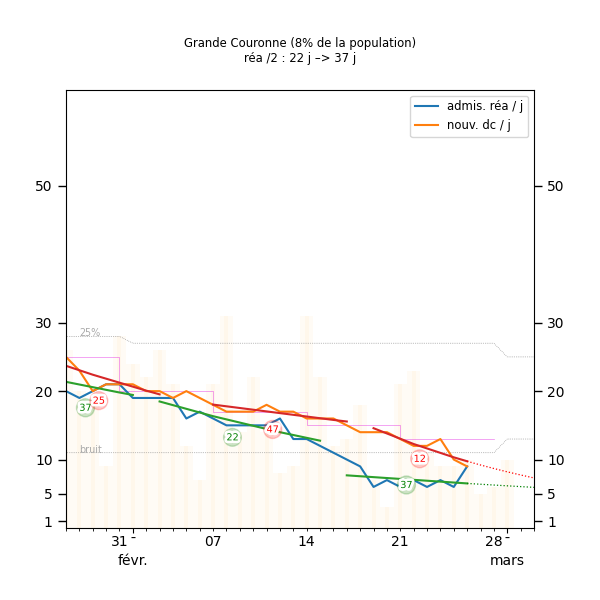 Grande Couronne (8% de la population)
réa /2 : 22 j –> 37 j
admis. réa / j
nouv. dc / j
50 50
30 30
25%
20 20
37 25
22 47
bruit
12
37
10 10
5 5
1 1
31 - 07 14 21 28 -
févr. mars